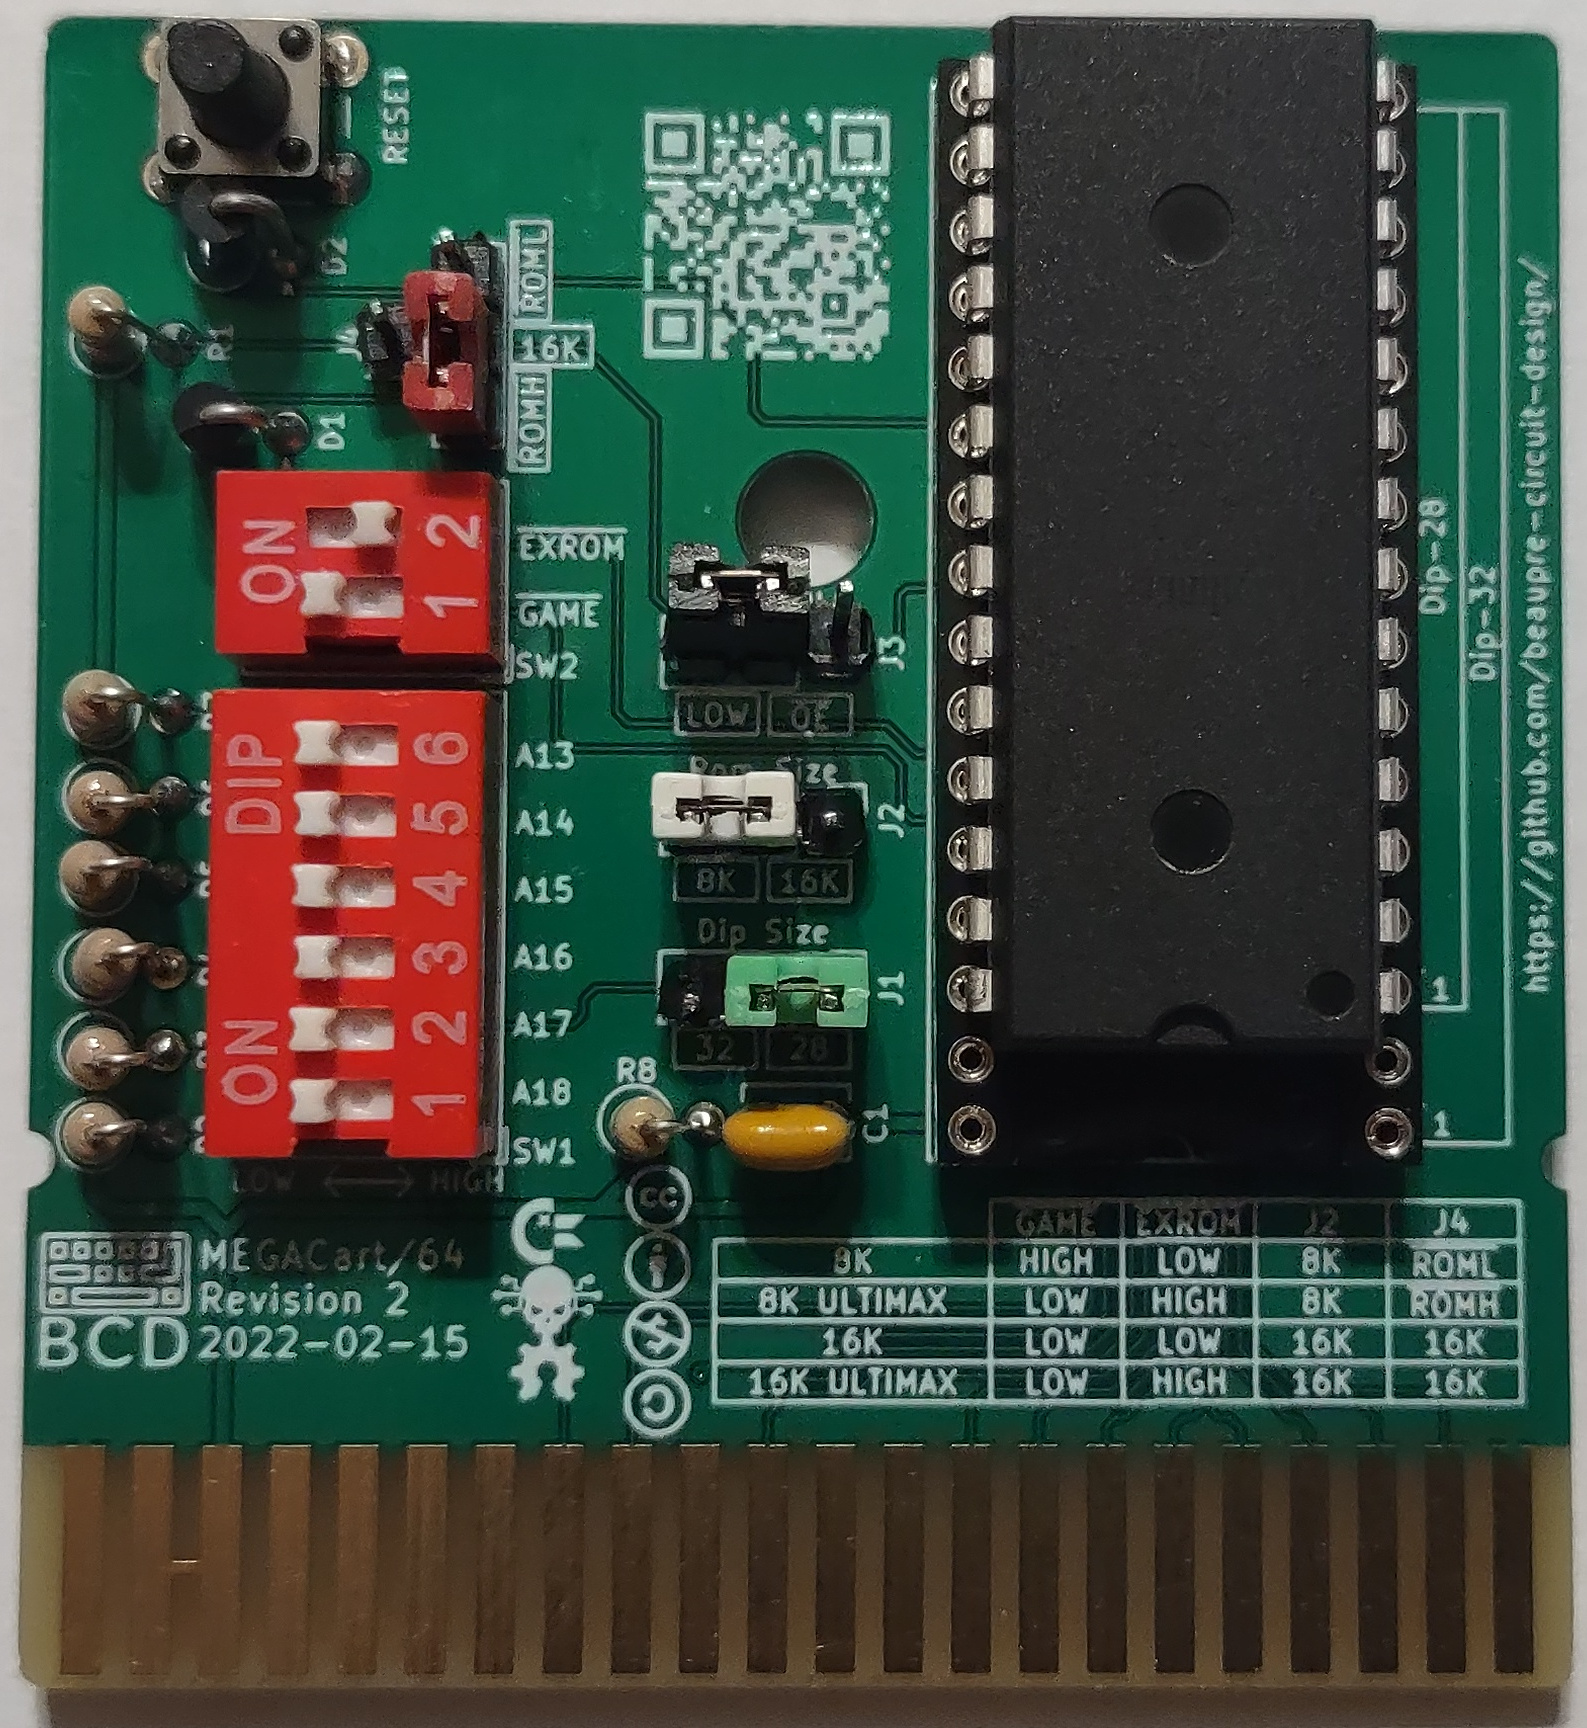 RESET
D2
ROML
R1
J4
16K
ROMH
D1
ON
2
1
EXROM
GAME
SW2
J3
LOW
OE
DIP
ON
6
5
4
3
2
1
A13
A14
A15
A16
A17
A18
SW1
LOW
HIGH
Rom Size
J2
8K
16K
Dip Size
J1
32
28
R8
C1
Dip-28
Dip-32
1
1
https://github.com/beaupre-circuit-design/
MEGACart/64
Revision 2
BCD 2022-02-15
cc
GAME EXROM J2 J4
8K HIGH LOW 8K ROML
8K ULTIMAX LOW HIGH 8K ROMH
16K LOW LOW 16K 16K
16K ULTIMAX LOW HIGH 16K 16K